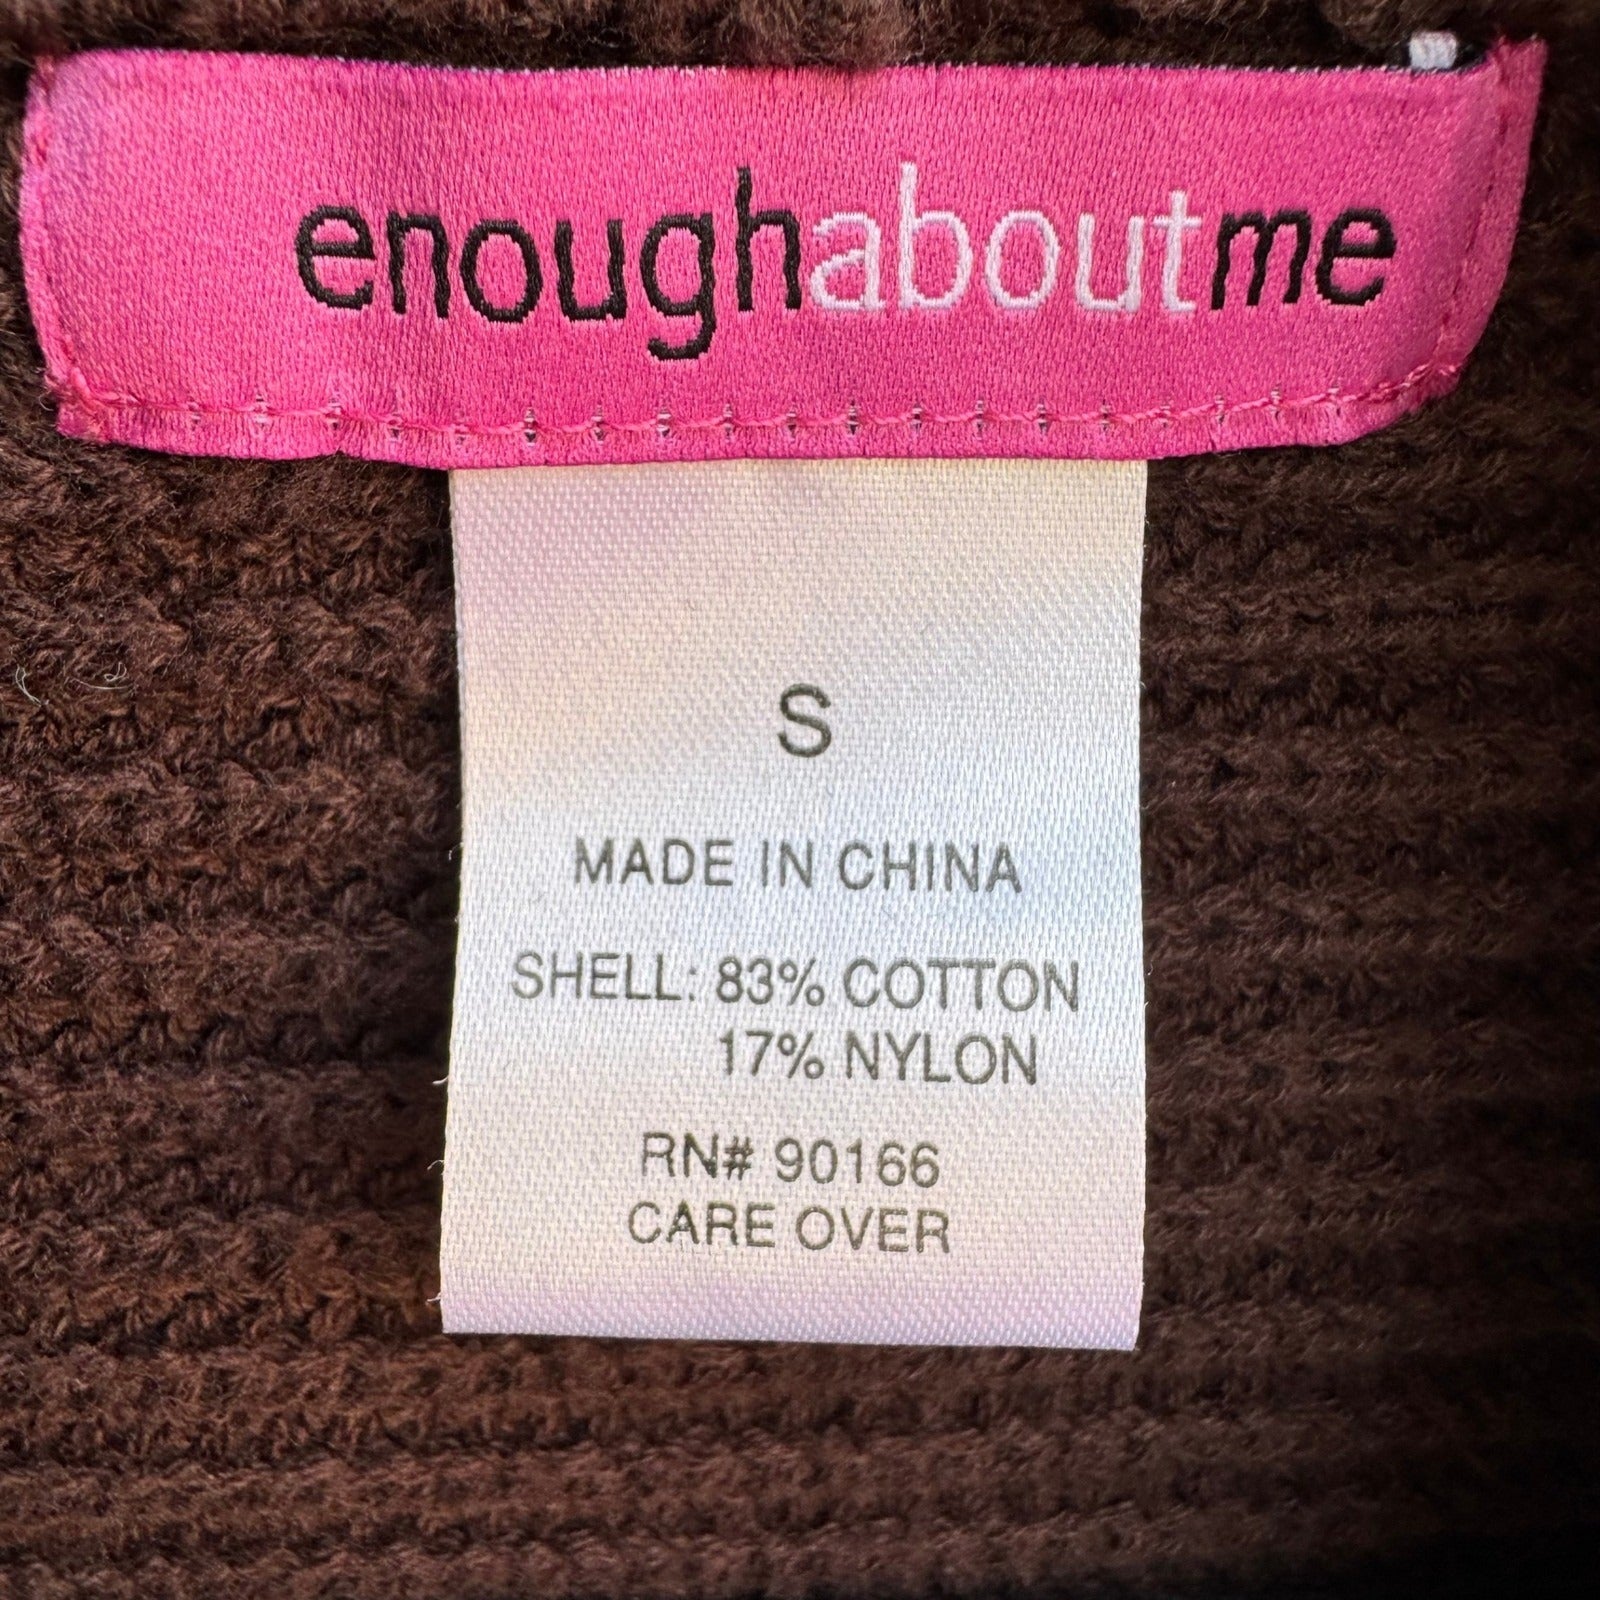 enoughaboutme
S
MADE IN CHINA
SHELL: 83% COTTON
17% NYLON
RN# 90166
CARE OVER